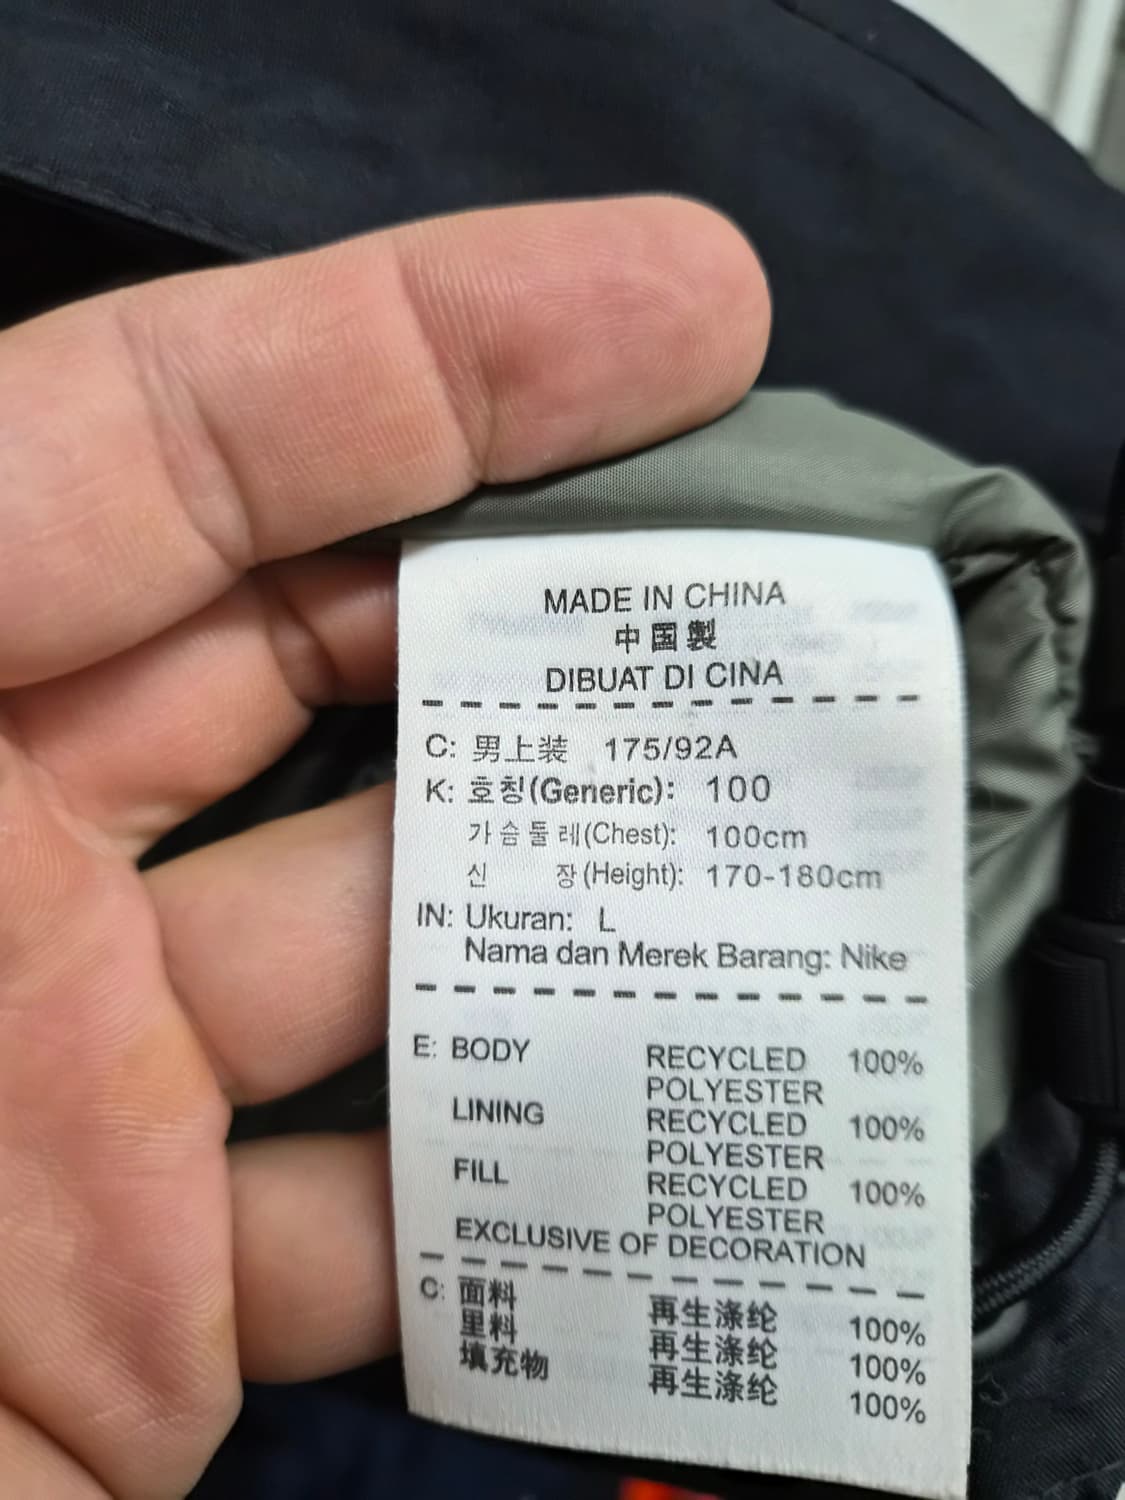 MADE IN CHINA
中国製
DIBUAT DI CINA
C: 男上装 175/92A
K: 호칭(Generic): 100
가슴둘레(Chest): 100cm
신 장(Height): 170-180cm
IN: Ukuran: L
Nama dan Merek Barang: Nike
E: BODY RECYCLED 100%
POLYESTER
LINING RECYCLED 100%
POLYESTER
FILL RECYCLED 100%
POLYESTER
EXCLUSIVE OF DECORATION
C: 面料 再生涤纶 100%
里料 再生涤纶 100%
填充物 再生涤纶 100%